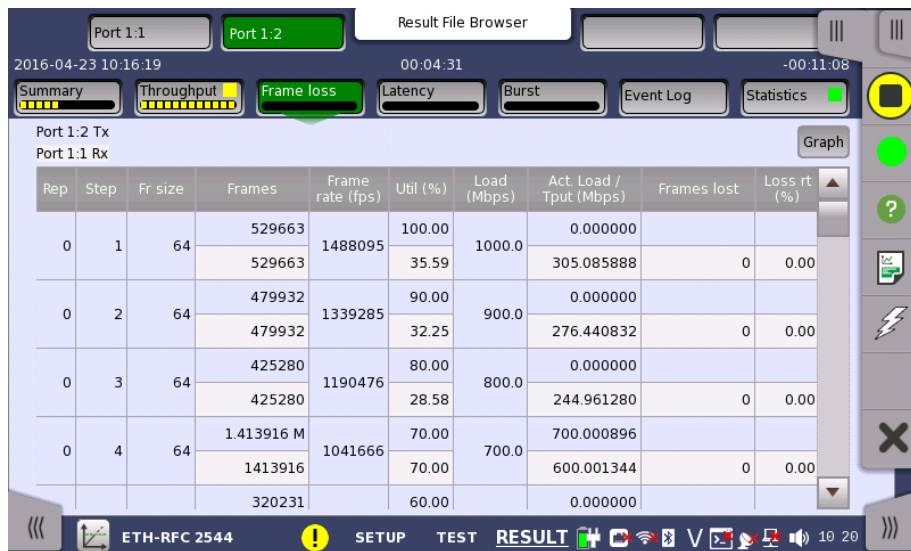 Result File Browser
Port 1:1 Port 1:2
2016-04-23 10:16:19 00:04:31 -00:11:08
Summary Throughput Frame loss Latency Burst Event Log Statistics
Port 1:2 Tx
Port 1:1 Rx
Graph
Rep Step Fr size Frames Frame rate (fps) Util (%) Load (Mbps) Act. Load / Tput (Mbps) Frames lost Loss rt (%)
529663 100.00 0.000000
0 1 64 1488095 1000.0
529663 35.59 305.085888 0 0.00
479932 90.00 0.000000
0 2 64 1339285 900.0
479932 32.25 276.440832 0 0.00
425280 80.00 0.000000
0 3 64 1190476 800.0
425280 28.58 244.961280 0 0.00
1.413916 M 70.00 700.000896
0 4 64 1041666 700.0
1413916 70.00 600.001344 0 0.00
320231 60.00 0.000000
ETH-RFC 2544 SETUP TEST RESULT V 10 20